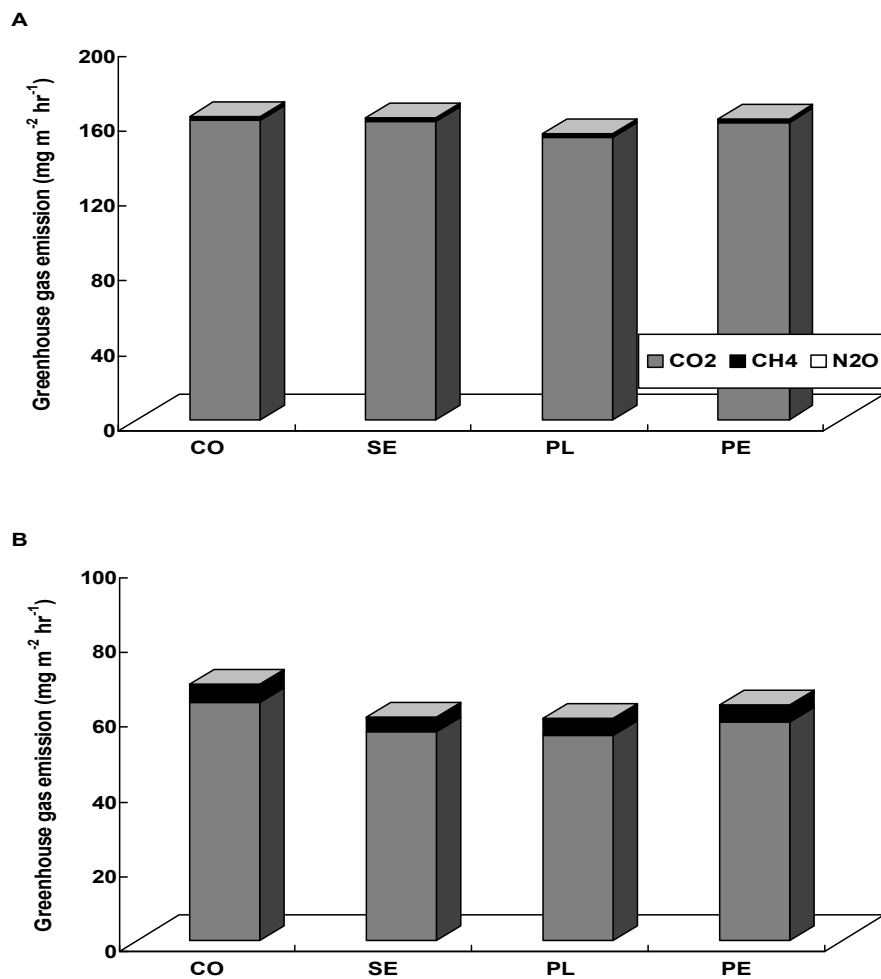 A
Greenhouse gas emission (mg m⁻² hr⁻¹)
200
160
120
80
40
0
CO2 CH4 N2O
CO SE PL PE
B
Greenhouse gas emission (mg m⁻² hr⁻¹)
100
80
60
40
20
0
CO SE PL PE